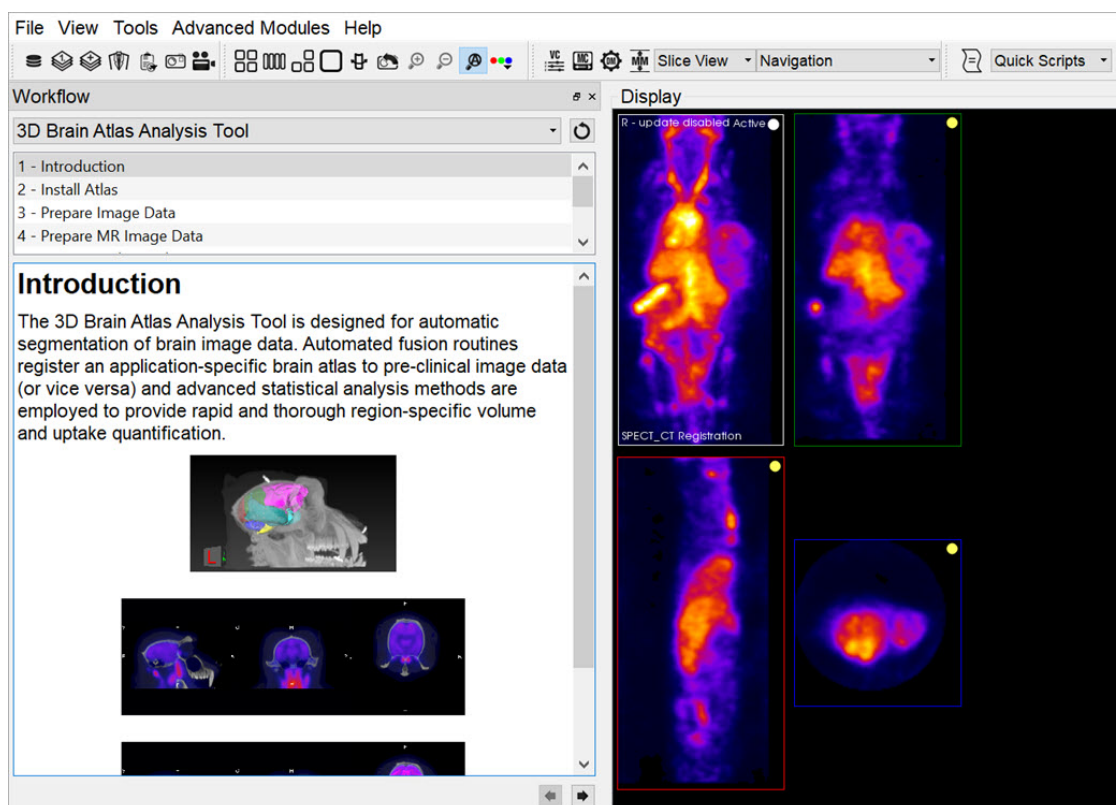 File View Tools Advanced Modules Help
VC MC DM MM Slice View Navigation Quick Scripts
Workflow
3D Brain Atlas Analysis Tool
1 - Introduction
2 - Install Atlas
3 - Prepare Image Data
4 - Prepare MR Image Data
Introduction
The 3D Brain Atlas Analysis Tool is designed for automatic
segmentation of brain image data. Automated fusion routines
register an application-specific brain atlas to pre-clinical image data
(or vice versa) and advanced statistical analysis methods are
employed to provide rapid and thorough region-specific volume
and uptake quantification.
L
Display
R - update disabled Active
SPECT_CT Registration